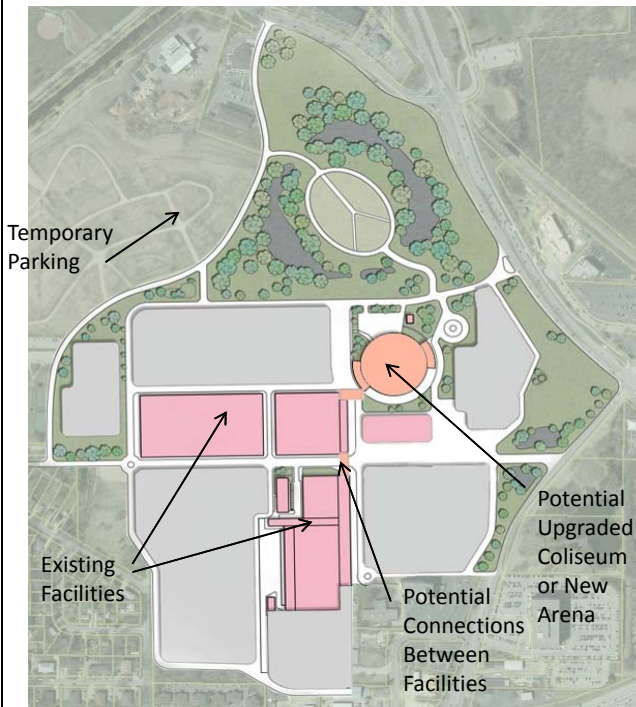 Temporary
Parking
Existing
Facilities
Potential
Connections
Between
Facilities
Potential
Upgraded
Coliseum
or New
Arena